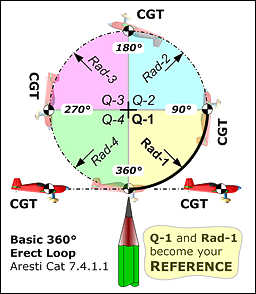 CGT
180°
Rad-3
Rad-2
CGT
Q-3
Q-2
270°
90°
Q-4
Q-1
CGT
Rad-4
Rad-1
360°
CGT
CGT
Basic 360°
Erect Loop
Aresti Cat 7.4.1.1
Q-1 and Rad-1
become your
REFERENCE